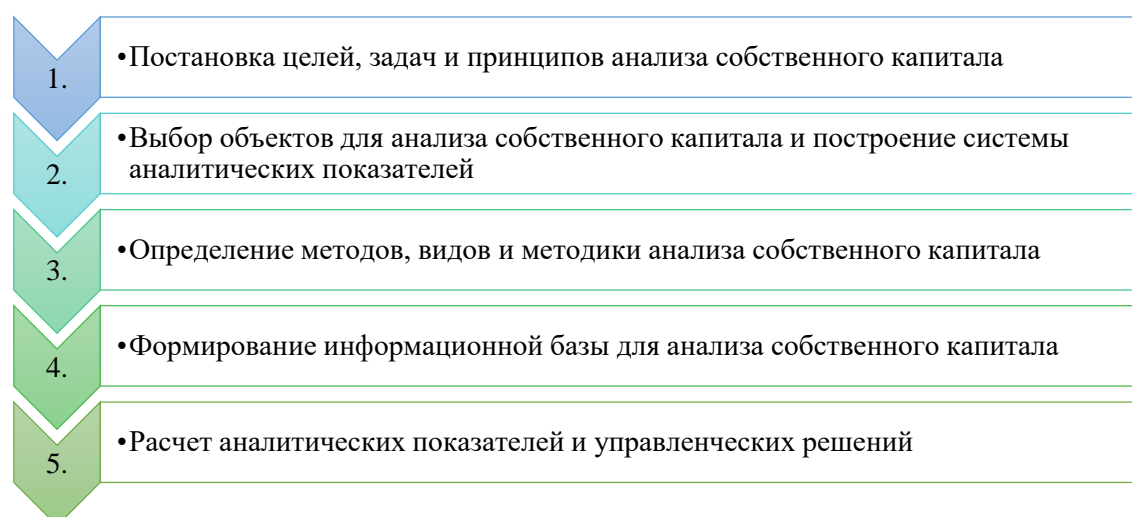 1.
•Постановка целей, задач и принципов анализа собственного капитала
2.
•Выбор объектов для анализа собственного капитала и построение системы
аналитических показателей
3.
•Определение методов, видов и методики анализа собственного капитала
4.
•Формирование информационной базы для анализа собственного капитала
5.
•Расчет аналитических показателей и управленческих решений